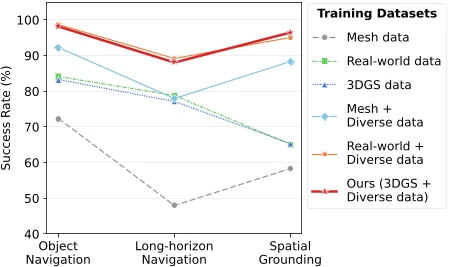 Training Datasets
Mesh data
Real-world data
3DGS data
Mesh +
Diverse data
Real-world +
Diverse data
Ours (3DGS +
Diverse data)
Success Rate (%)
100
90
80
70
60
50
40
Object
Navigation
Long-horizon
Navigation
Spatial
Grounding